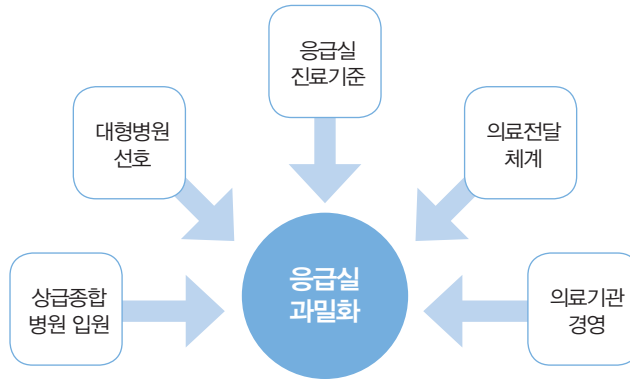 응급실
진료기준
대형병원
선호
의료전달
체계
응급실
과밀화
상급종합
병원 입원
의료기관
경영